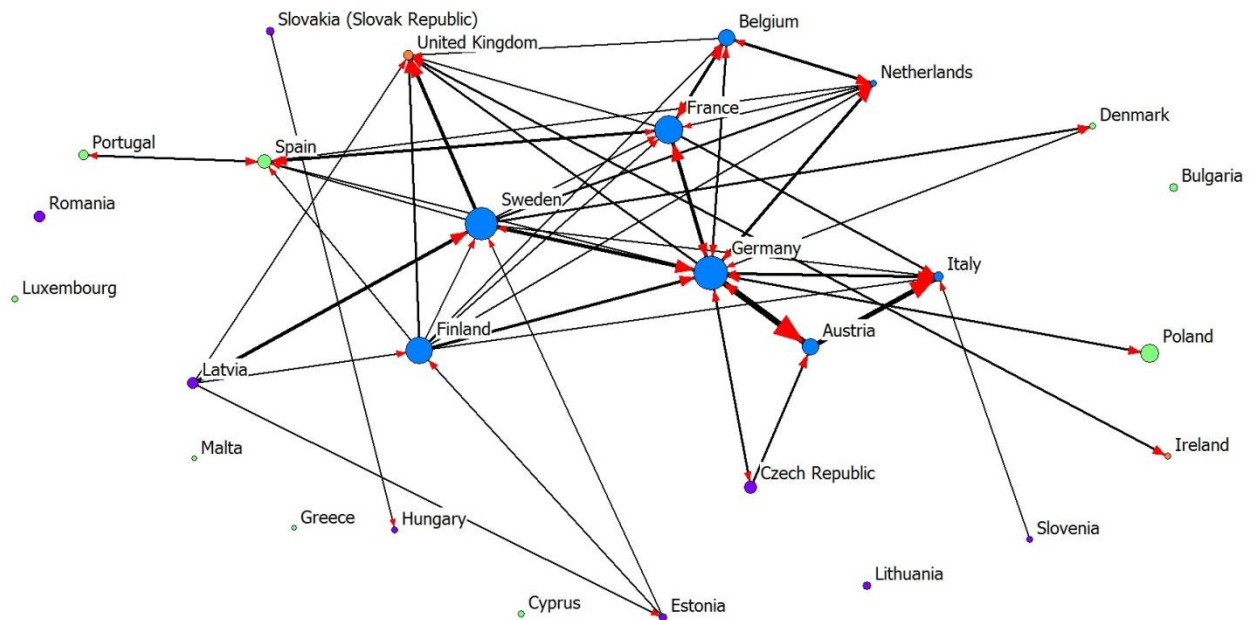 Slovakia (Slovak Republic)
Belgium
United Kingdom
Netherlands
France
Denmark
Portugal
Spain
Bulgaria
Sweden
Romania
Germany
Italy
Luxembourg
Finland
Austria
Poland
Latvia
Malta
Czech Republic
Ireland
Greece
Hungary
Slovenia
Lithuania
Cyprus
Estonia